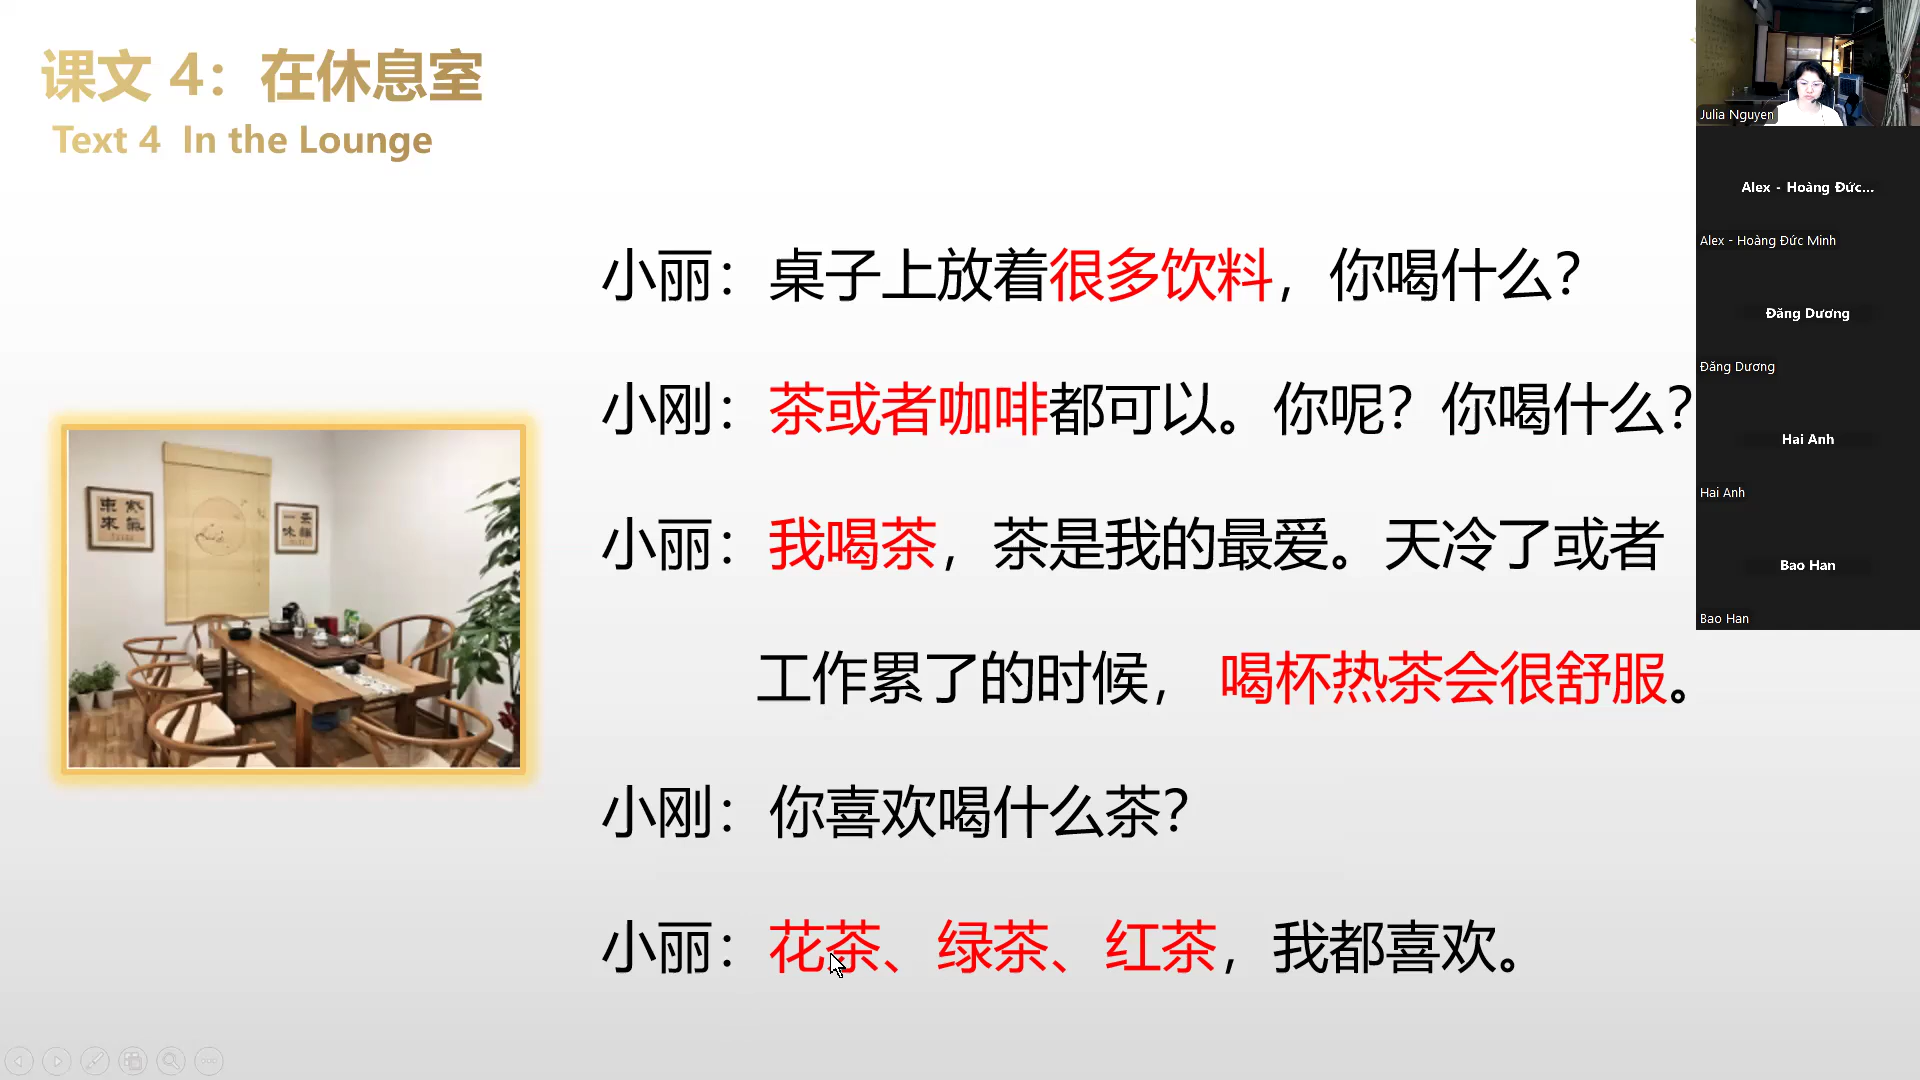 课文 4：在休息室
Text 4 In the Lounge
小丽：桌子上放着很多饮料，你喝什么？
小刚：茶或者咖啡都可以。你呢？你喝什么？
小丽：我喝茶，茶是我的最爱。天冷了或者
工作累了的时候，喝杯热茶会很舒服。
小刚：你喜欢喝什么茶？
小丽：花茶、绿茶、红茶，我都喜欢。
Julia Nguyen
Alex - Hoàng Đức...
Alex - Hoàng Đức Minh
Đăng Dương
Đăng Dương
Hai Anh
Hai Anh
Bao Han
Bao Han